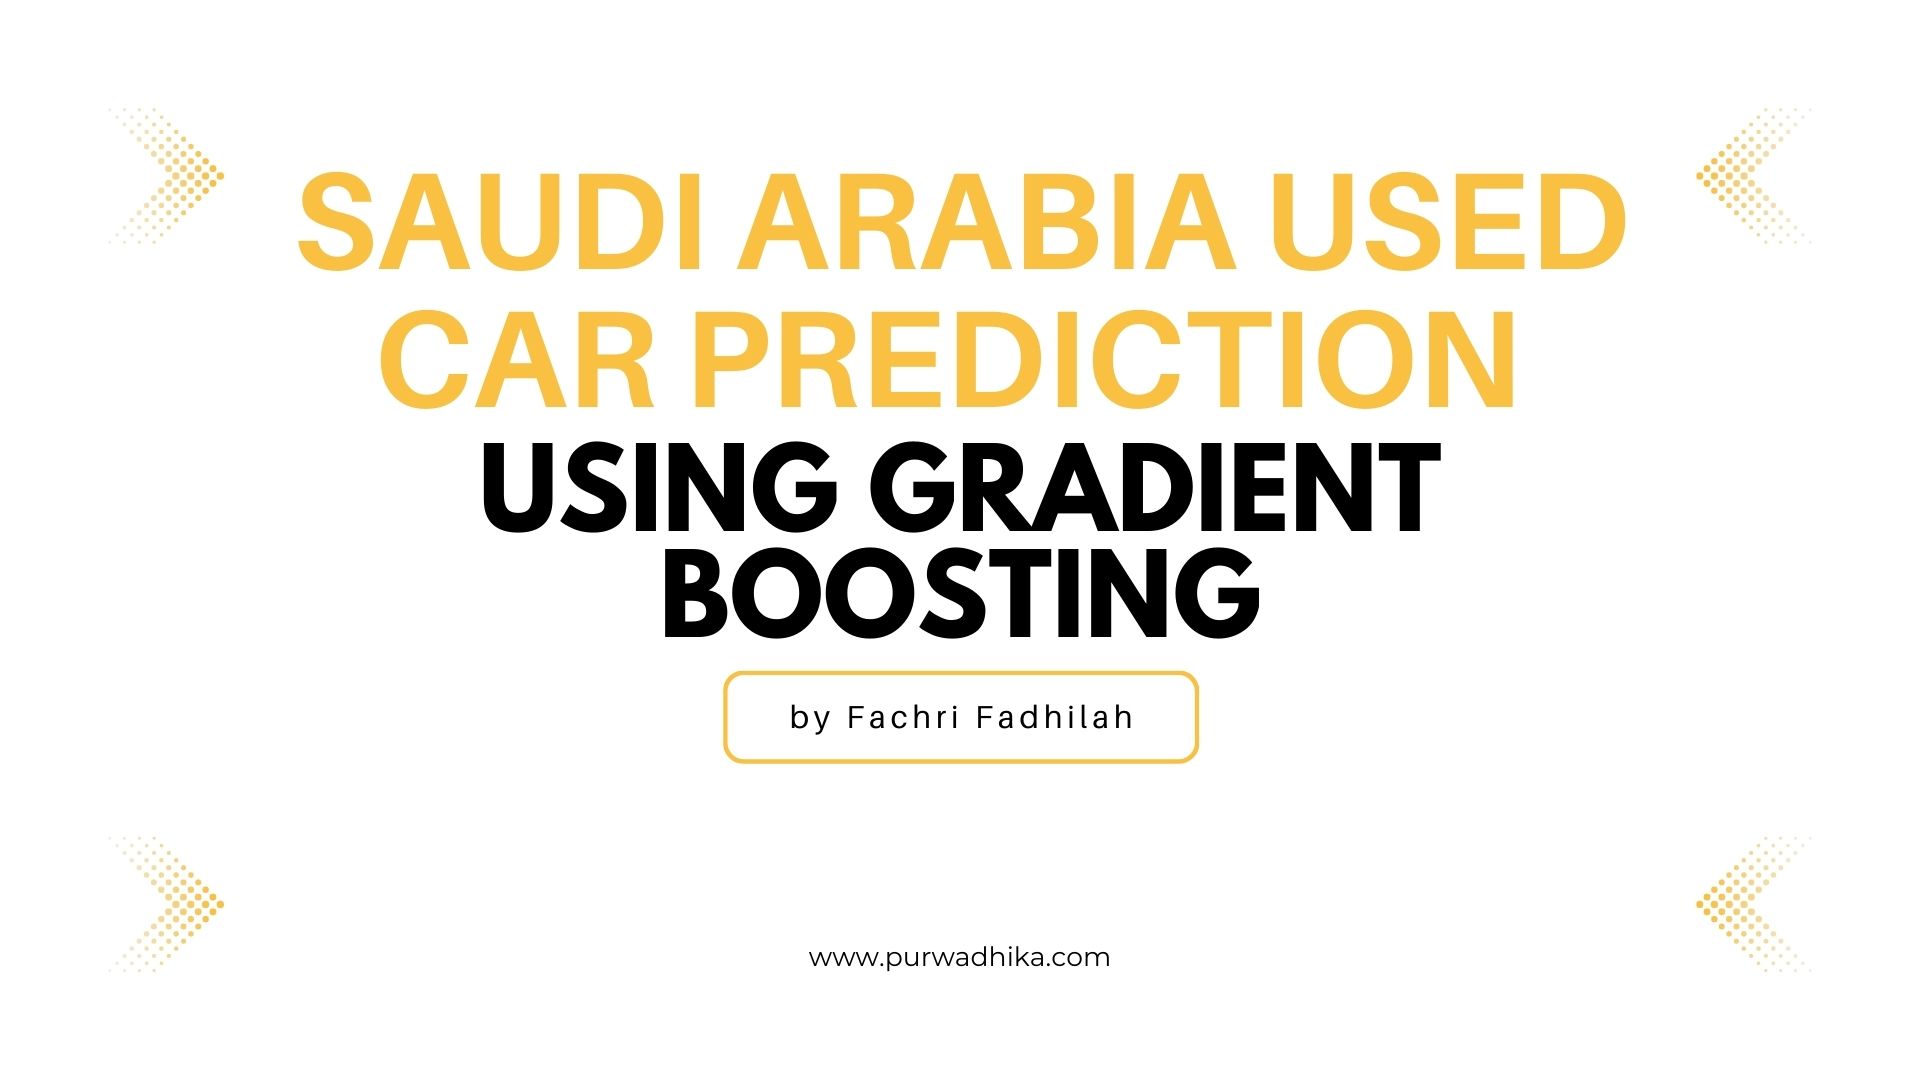 SAUDI ARABIA USED
CAR PREDICTION
USING GRADIENT
BOOSTING
by Fachri Fadhilah
www.purwadhika.com